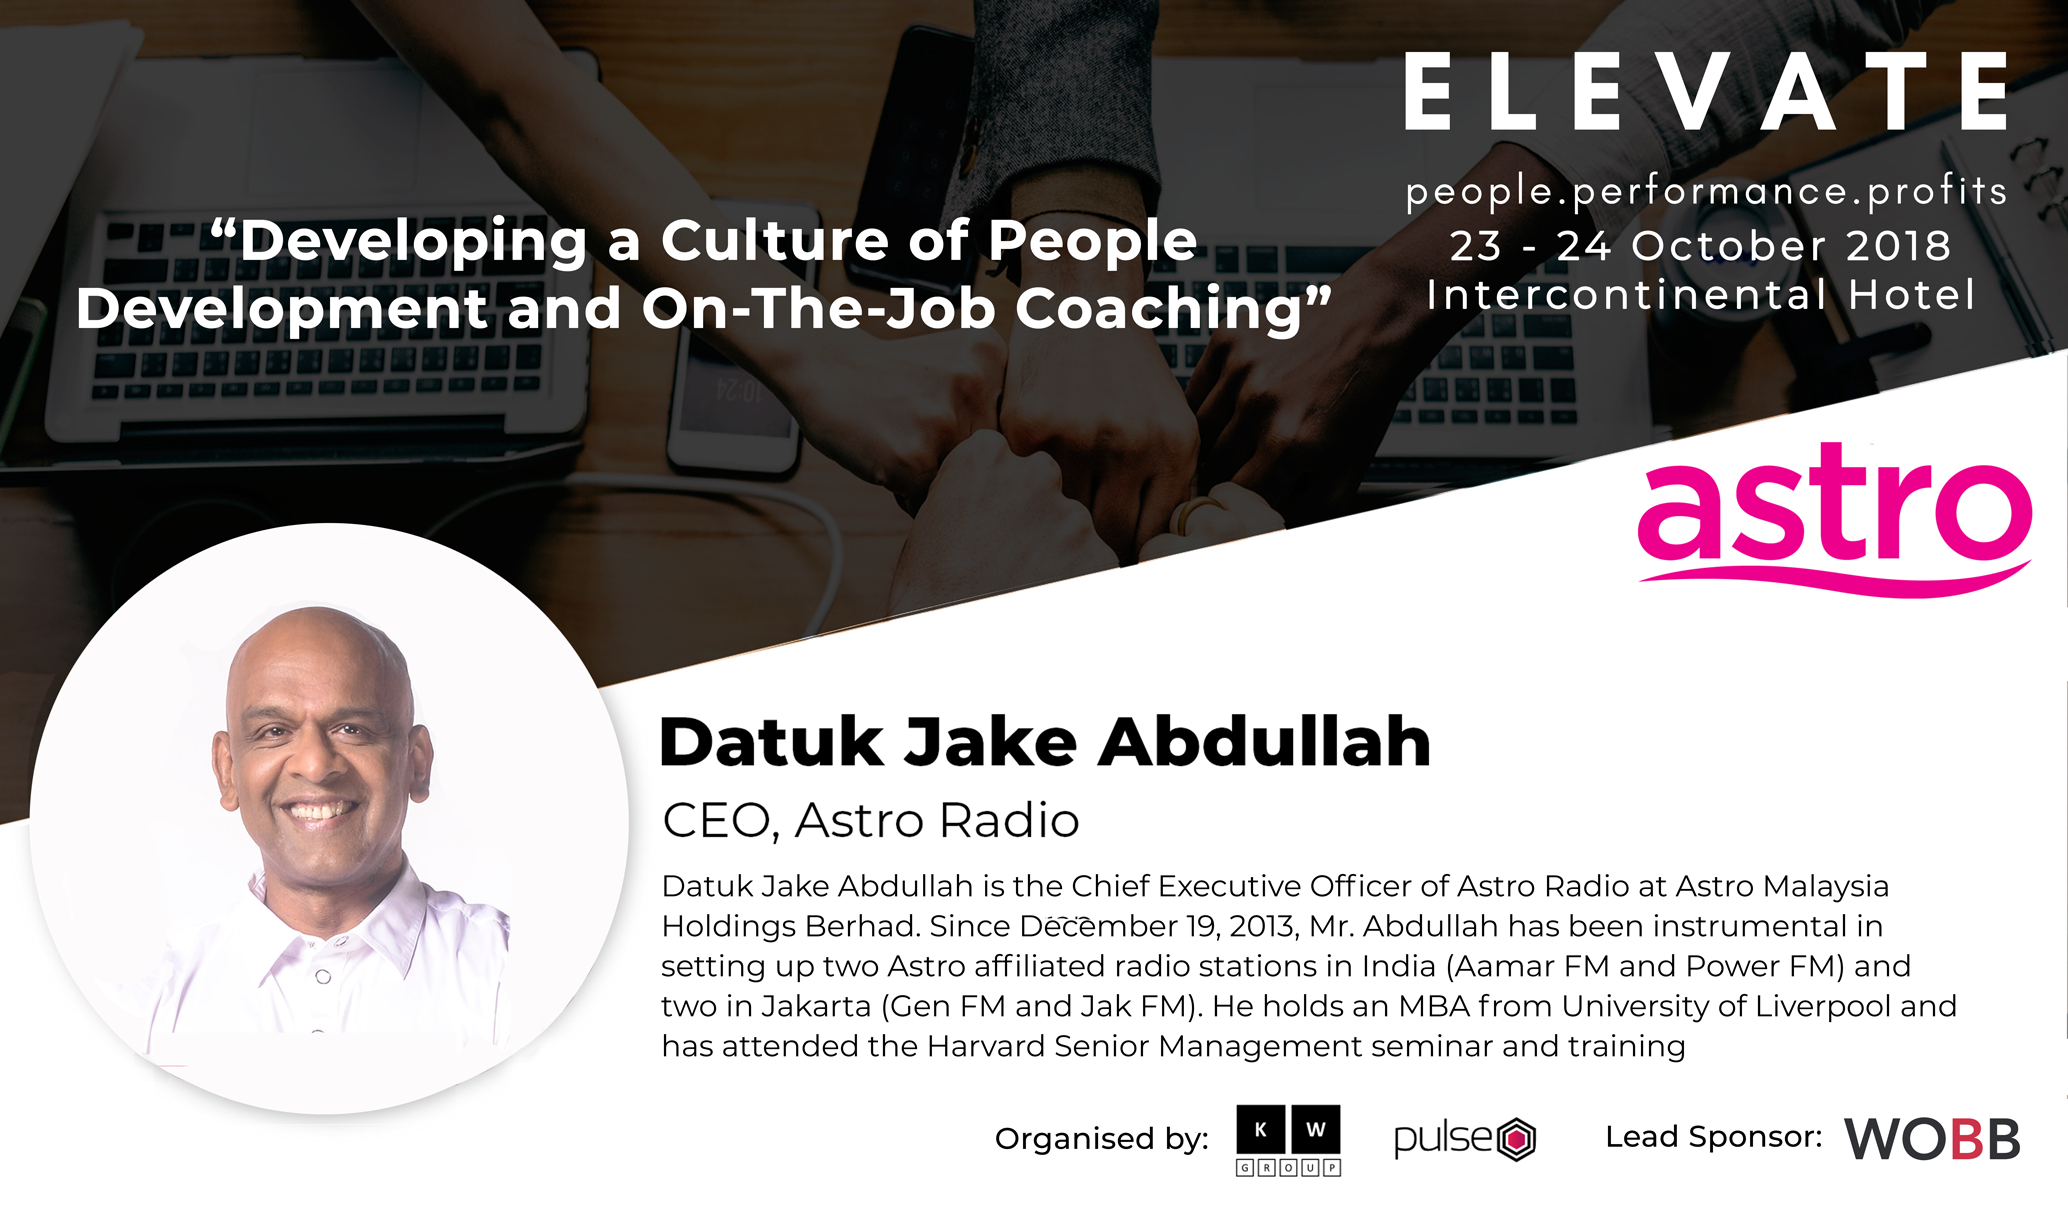 ELEVATE
people.performance.profits
23 - 24 October 2018
Intercontinental Hotel
“Developing a Culture of People
Development and On-The-Job Coaching”
10:24
astro
Datuk Jake Abdullah
CEO, Astro Radio
Datuk Jake Abdullah is the Chief Executive Officer of Astro Radio at Astro Malaysia
Holdings Berhad. Since December 19, 2013, Mr. Abdullah has been instrumental in
setting up two Astro affiliated radio stations in India (Aamar FM and Power FM) and
two in Jakarta (Gen FM and Jak FM). He holds an MBA from University of Liverpool and
has attended the Harvard Senior Management seminar and training
Organised by:
KW
GROUP
pulse
Lead Sponsor:
WOBB